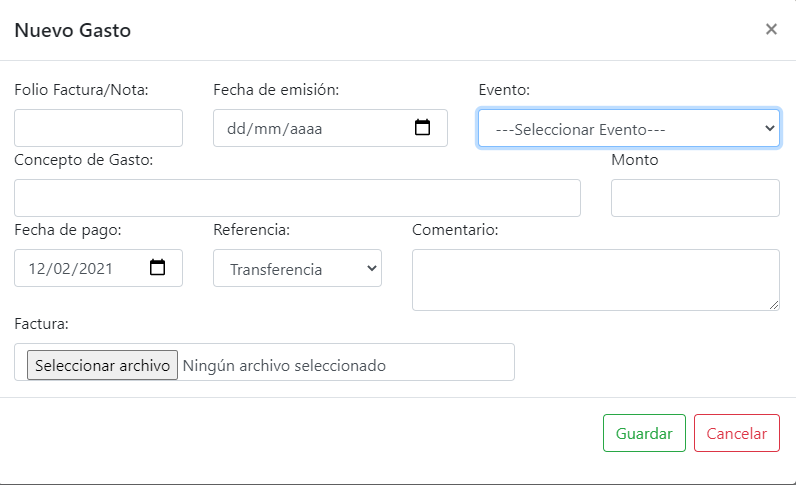 Nuevo Gasto ×
Folio Factura/Nota: Fecha de emisión: Evento:
dd/mm/aaaa ---Seleccionar Evento---
Concepto de Gasto: Monto
Fecha de pago: Referencia: Comentario:
12/02/2021 Transferencia
Factura:
Seleccionar archivo Ningún archivo seleccionado
Guardar Cancelar